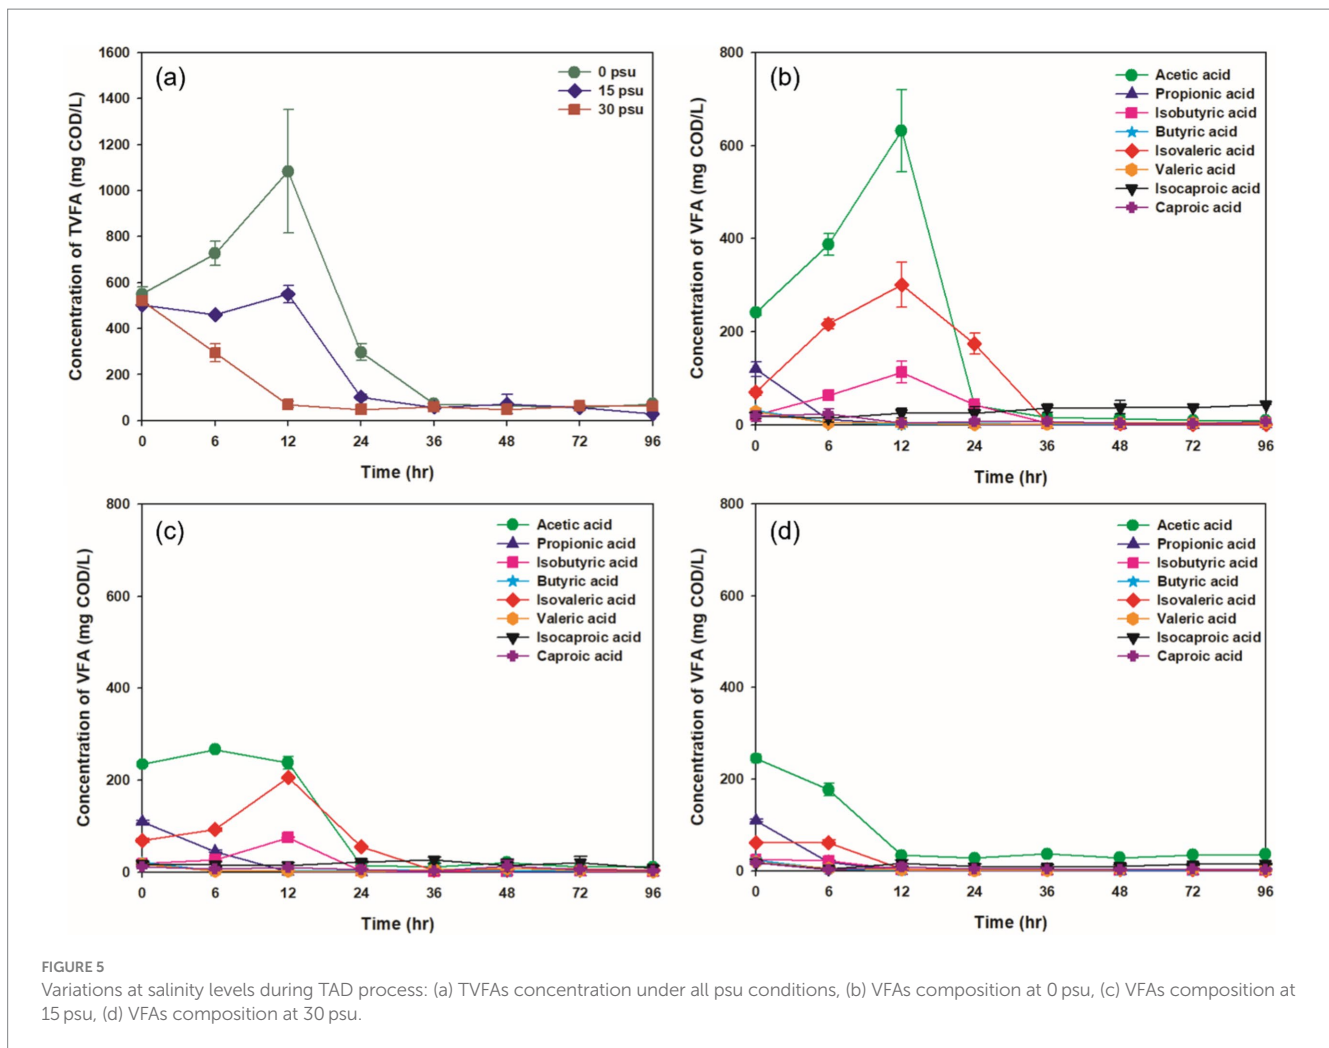 (a)
0 psu
15 psu
30 psu
Concentration of TVFA (mg COD/L)
1600
1400
1200
1000
800
600
400
200
0
0 6 12 24 36 48 72 96
Time (hr)
(b)
Acetic acid
Propionic acid
Isobutyric acid
Butyric acid
Isovaleric acid
Valeric acid
Isocaproic acid
Caproic acid
Concentration of VFA (mg COD/L)
800
600
400
200
0
0 6 12 24 36 48 72 96
Time (hr)
(c)
Acetic acid
Propionic acid
Isobutyric acid
Butyric acid
Isovaleric acid
Valeric acid
Isocaproic acid
Caproic acid
Concentration of VFA (mg COD/L)
800
600
400
200
0
0 6 12 24 36 48 72 96
Time (hr)
(d)
Acetic acid
Propionic acid
Isobutyric acid
Butyric acid
Isovaleric acid
Valeric acid
Isocaproic acid
Caproic acid
Concentration of VFA (mg COD/L)
800
600
400
200
0
0 6 12 24 36 48 72 96
Time (hr)
FIGURE 5
Variations at salinity levels during TAD process: (a) TVFAs concentration under all psu conditions, (b) VFAs composition at 0 psu, (c) VFAs composition at
15 psu, (d) VFAs composition at 30 psu.